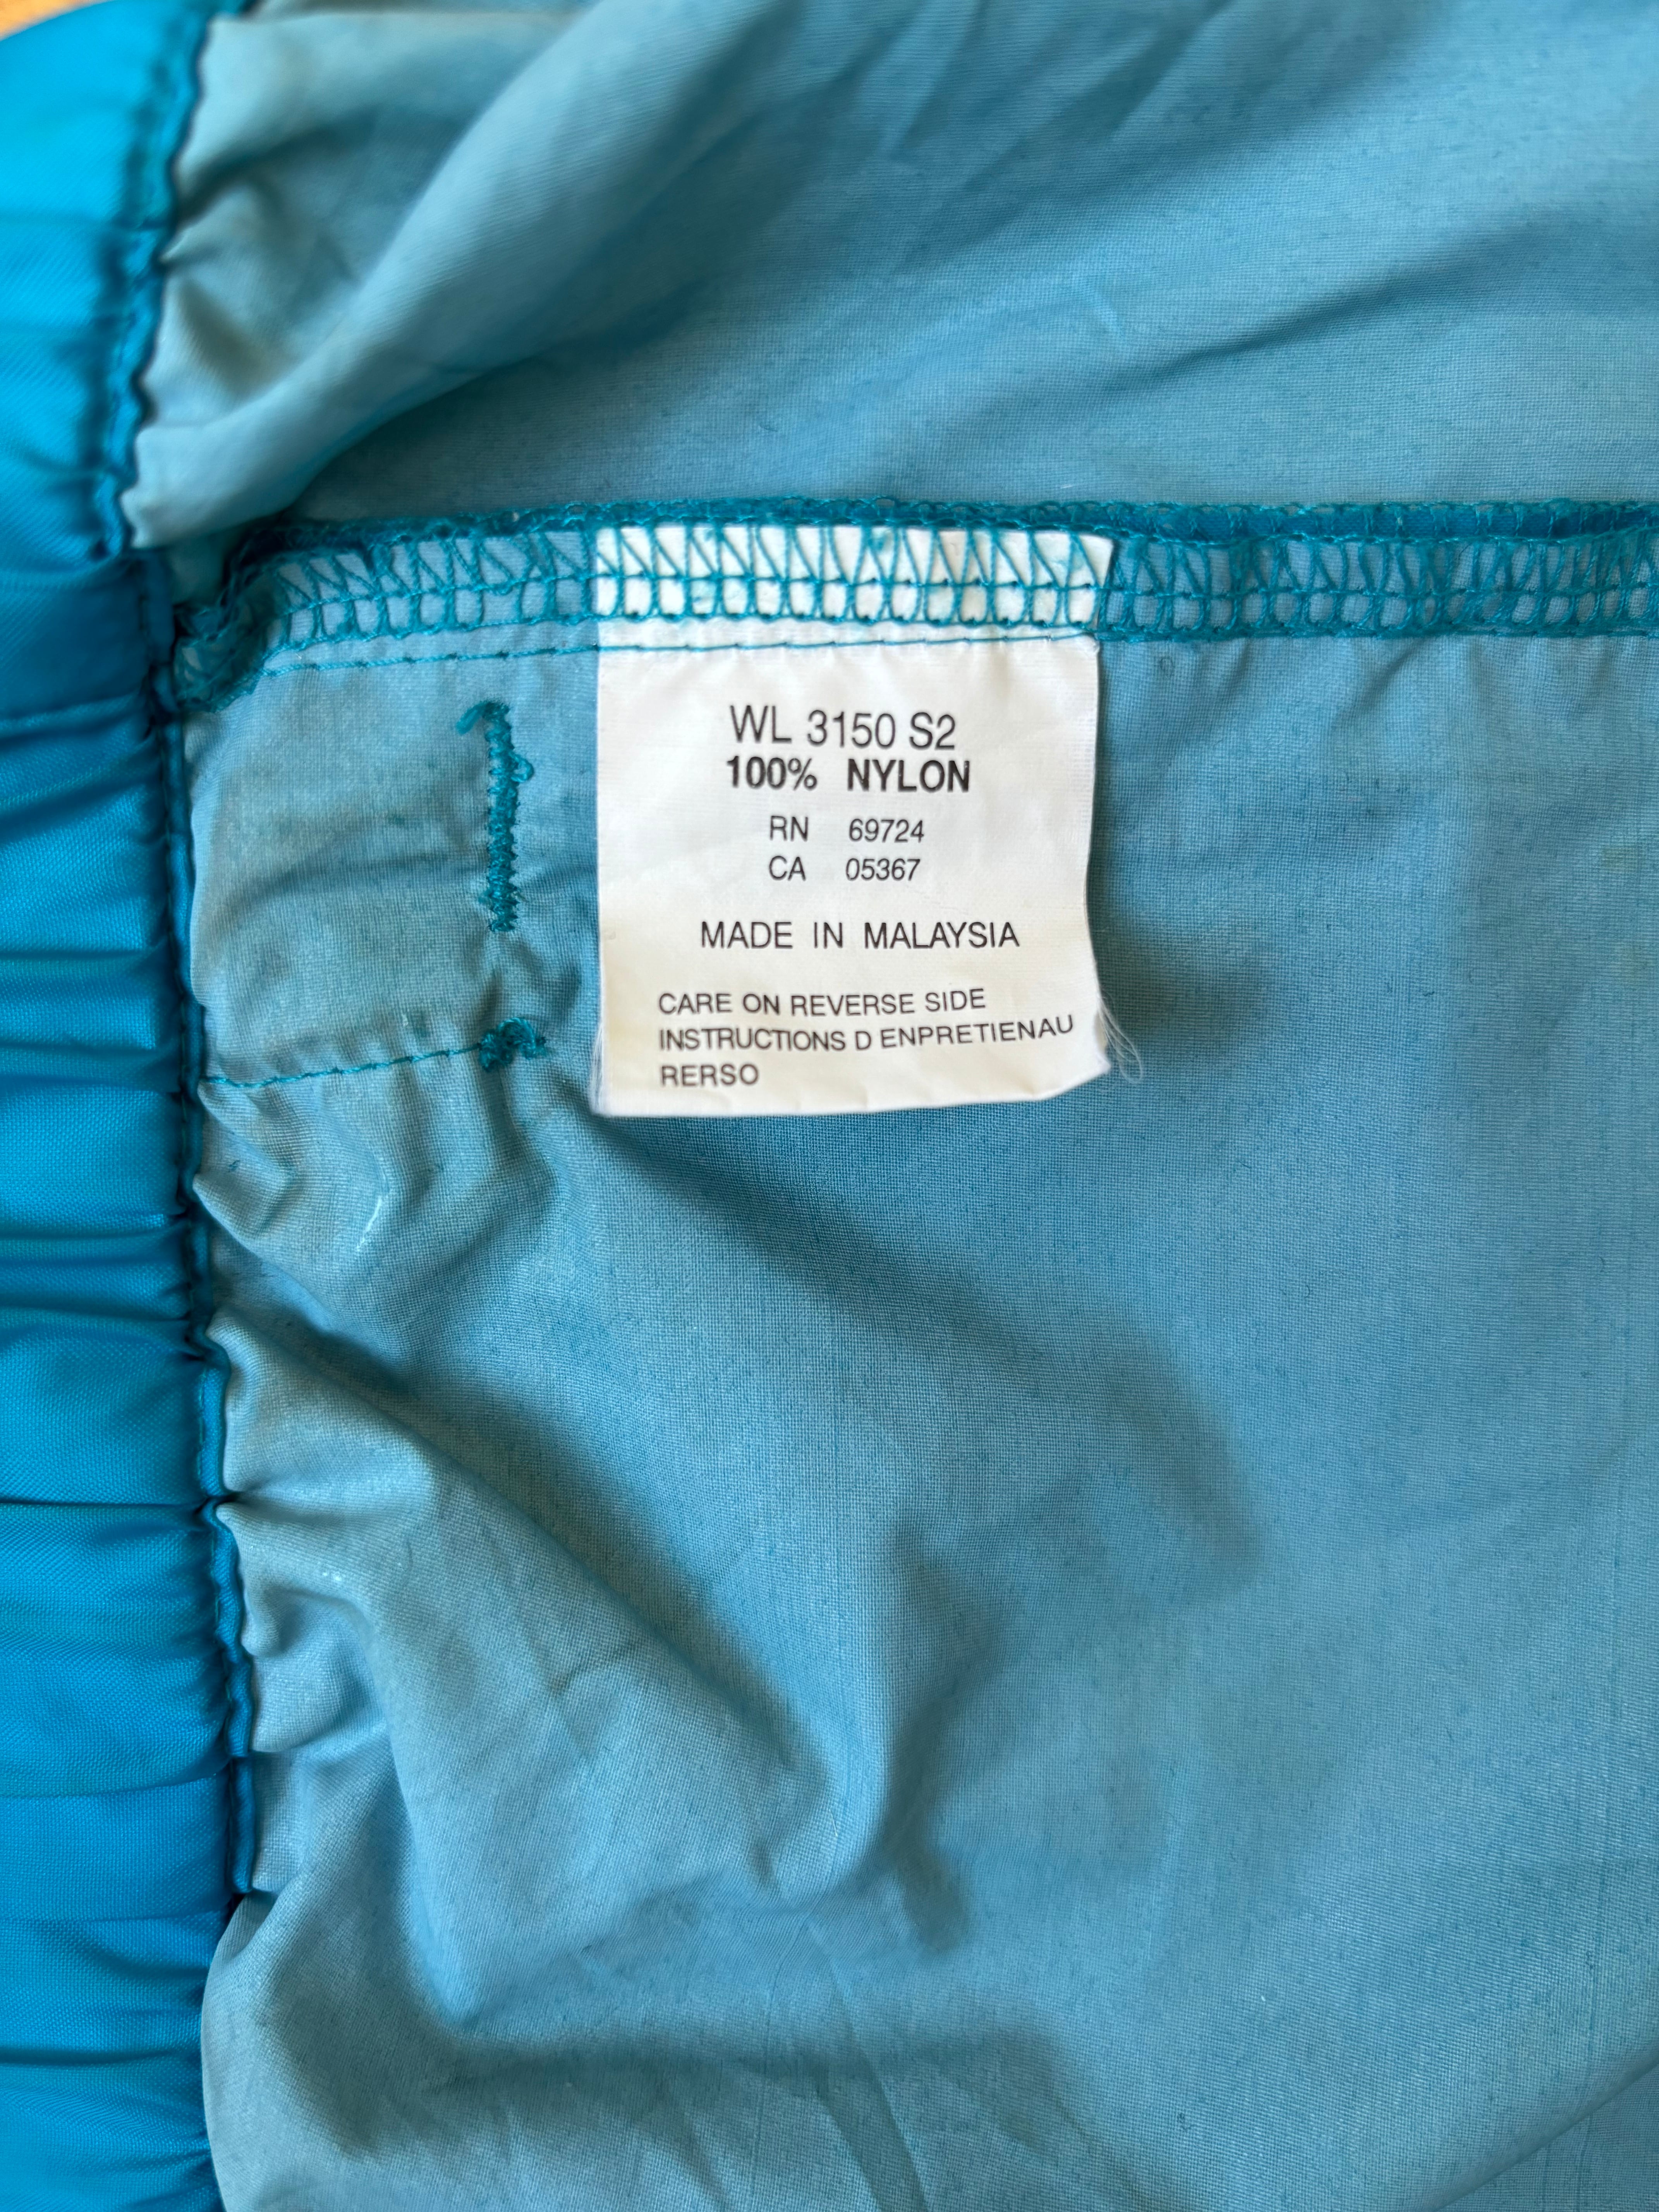 WL 3150 S2
100% NYLON
RN 69724
CA 05367
MADE IN MALAYSIA
CARE ON REVERSE SIDE
INSTRUCTIONS D ENPRETIENAU
RERSO